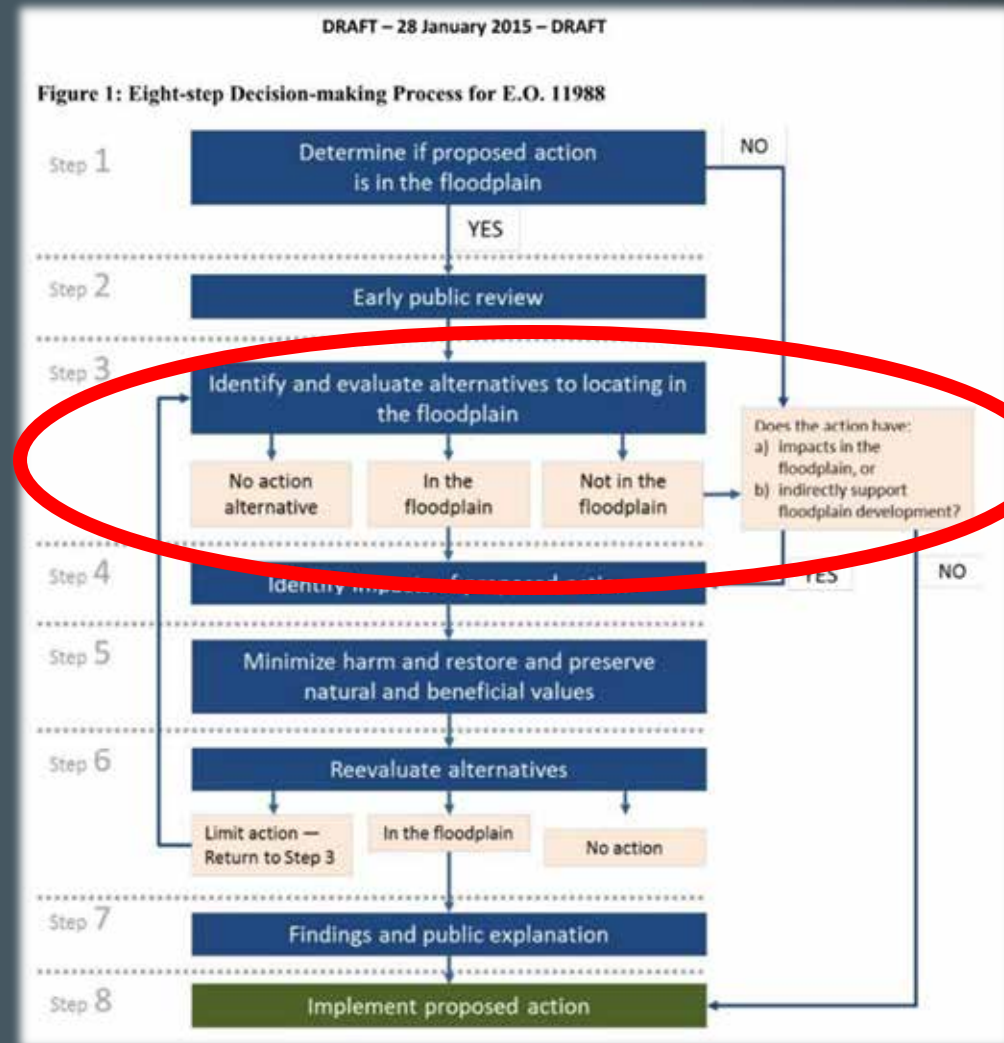 DRAFT – 28 January 2015 – DRAFT
Figure 1: Eight-step Decision-making Process for E.O. 11988
Step 1
Determine if proposed action
is in the floodplain
NO
YES
Step 2
Early public review
Step 3
Identify and evaluate alternatives to locating in
the floodplain
No action
alternative
In the
floodplain
Not in the
floodplain
Does the action have:
a) impacts in the
floodplain, or
b) indirectly support
floodplain development?
Step 4
Identify
YES
NO
Step 5
Minimize harm and restore and preserve
natural and beneficial values
Step 6
Reevaluate alternatives
Limit action —
Return to Step 3
In the floodplain
No action
Step 7
Findings and public explanation
Step 8
Implement proposed action